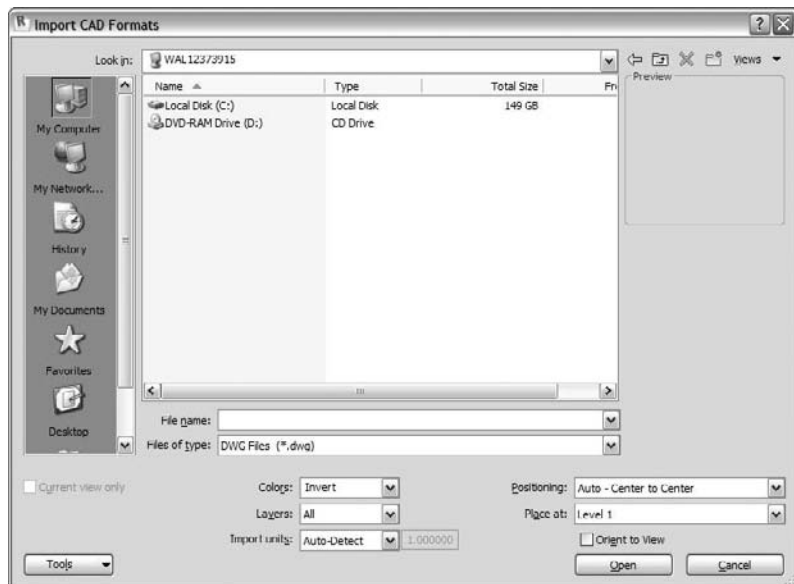 R Import CAD Formats
Look in: WAL12373915
Views
Name Type Total Size
Preview
Local Disk (C:) Local Disk 149 GB
DVD-RAM Drive (D:) CD Drive
My Computer
My Network...
History
My Documents
Favorites
Desktop
File name:
Files of type: DWG Files (*.dwg)
Current view only
Colors: Invert
Positioning: Auto - Center to Center
Layers: All
Place at: Level 1
Import units: Auto-Detect 1.000000
Orient to View
Tools
Open
Cancel